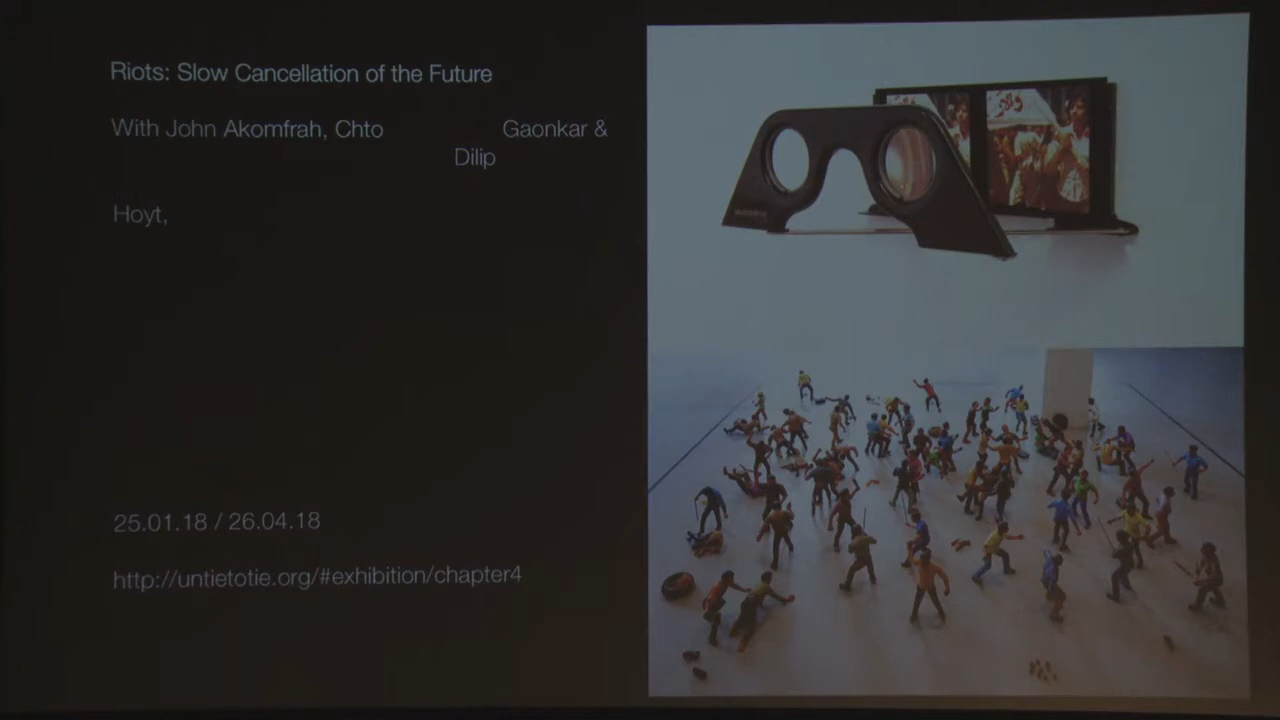 Riots: Slow Cancellation of the Future
With John Akomfrah, Chto Gaonkar &
Dilip
Hoyt,
25.01.18 / 26.04.18
http://untietotie.org/#exhibition/chapter4